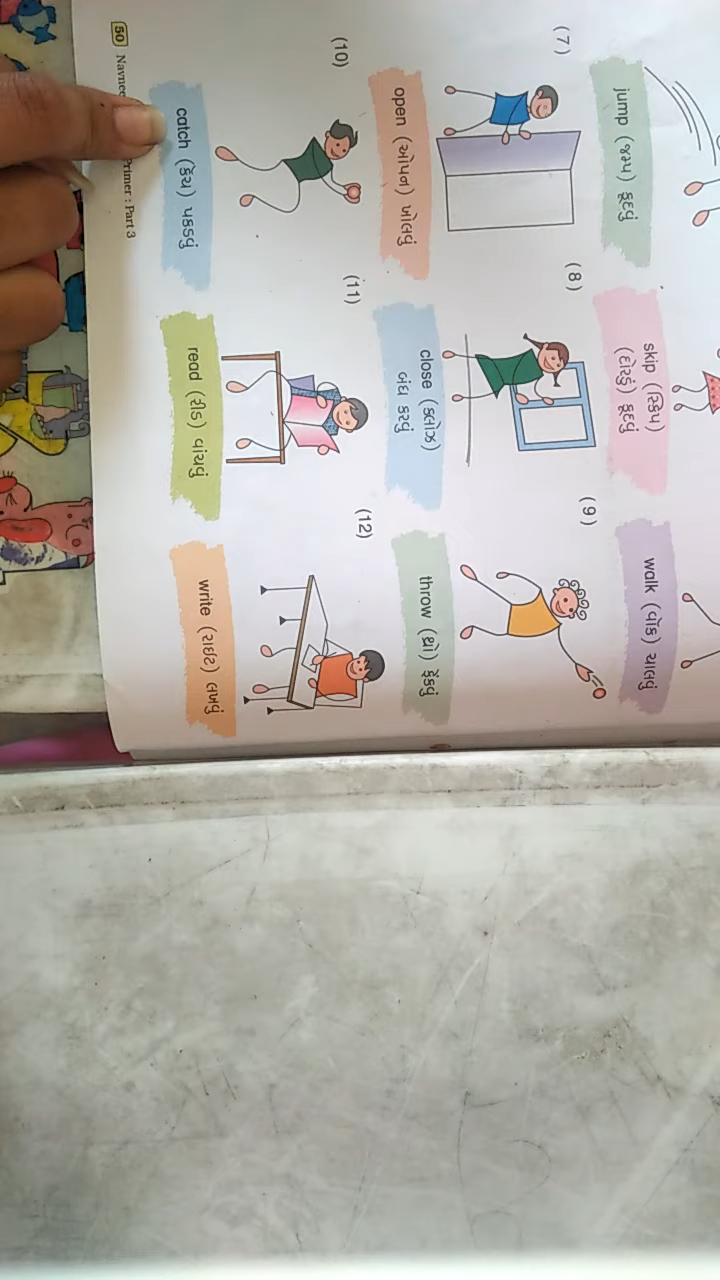 jump (જમ્પ) કૂદવું
skip (સ્કિપ)
(દોરડું) કૂદવું
walk (વૉક) ચાલવું
(7)
(8)
(9)
open (ઓપન) ખોલવું
close (ક્લોઝ)
બંધ કરવું
throw (થ્રો) ફેંકવું
(10)
(11)
(12)
catch (કૅચ) પકડવું
read (રીડ) વાંચવું
write (રાઇટ) લખવું
50 Primer : Part 3